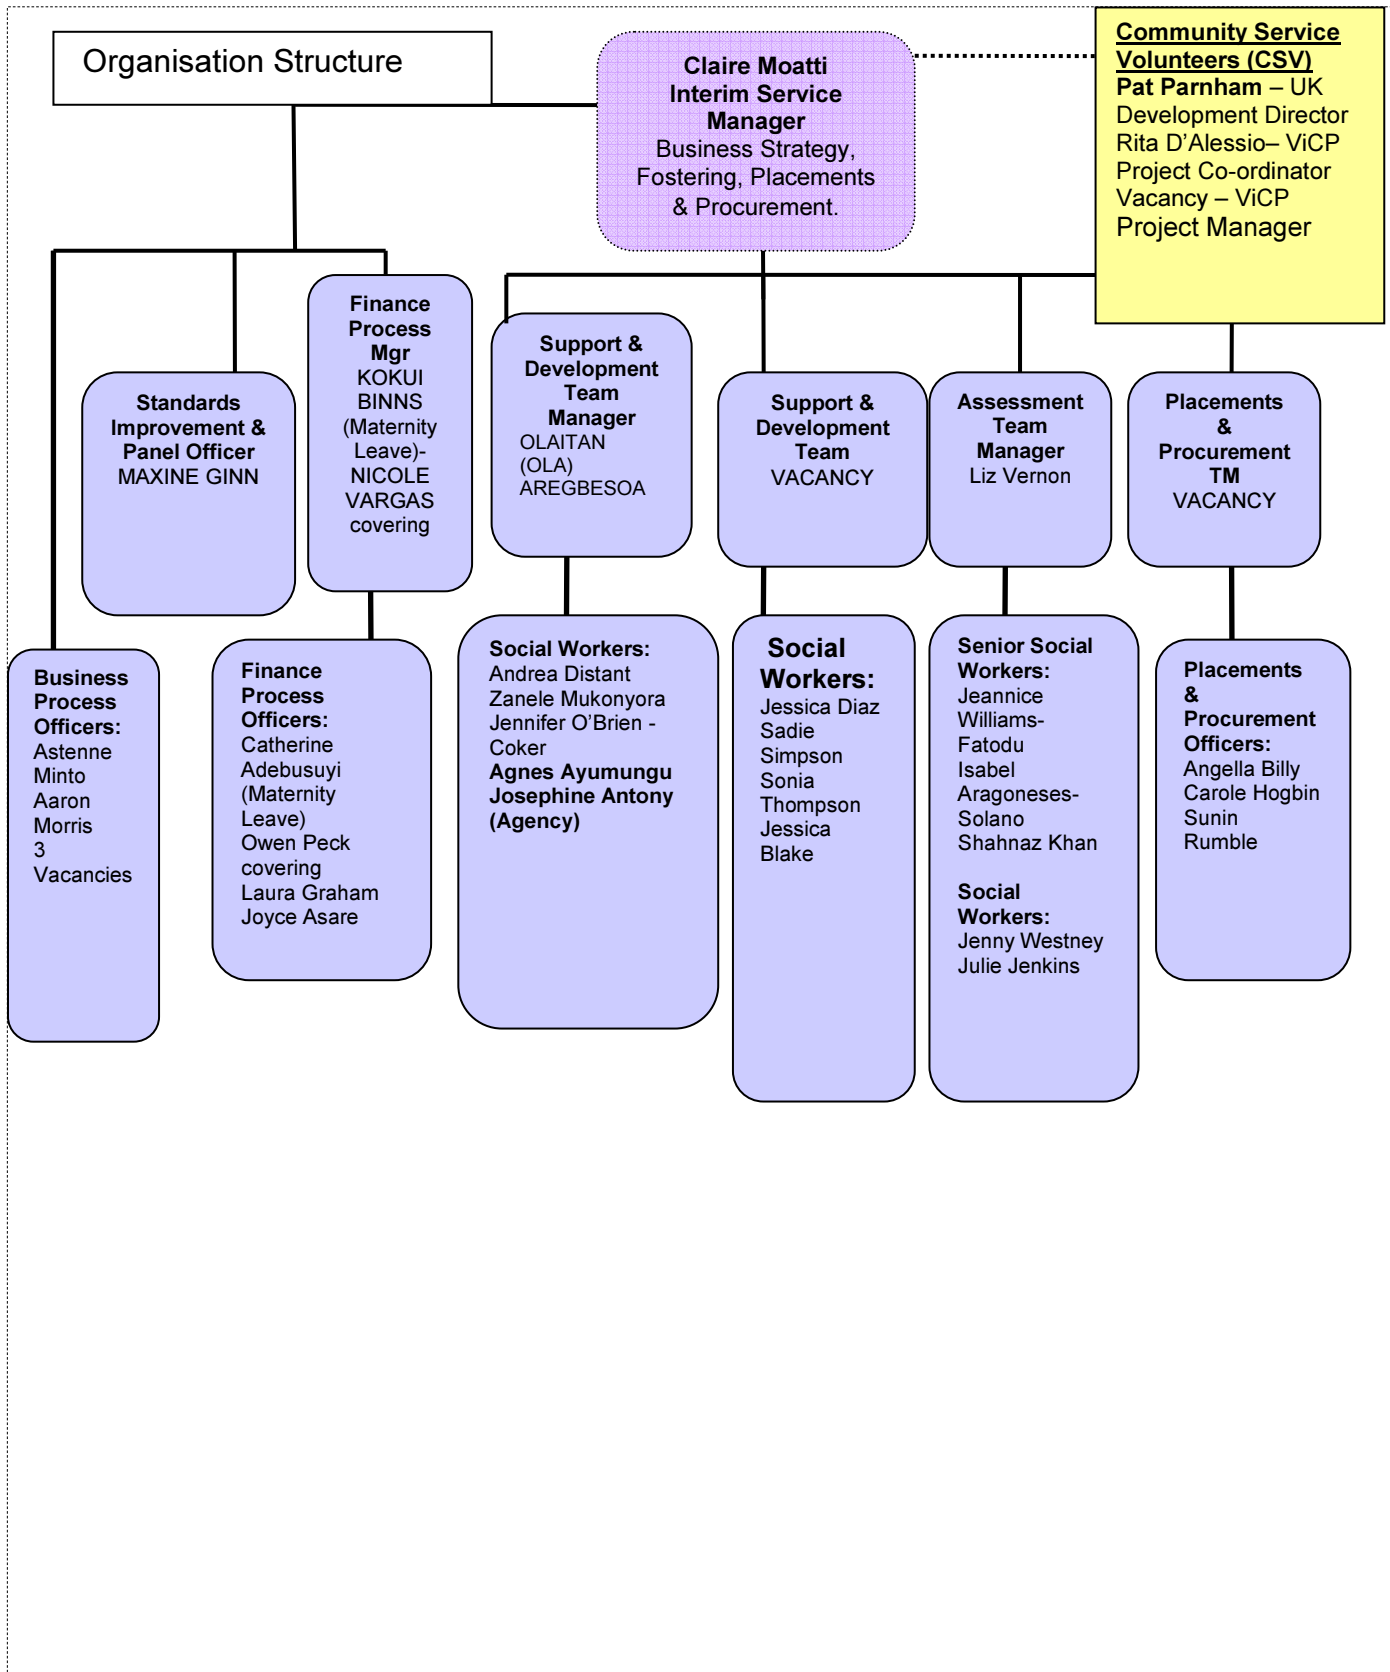 Organisation Structure
Claire Moatti
Interim Service
Manager
Business Strategy,
Fostering, Placements
& Procurement.
Community Service
Volunteers (CSV)
Pat Parnham – UK
Development Director
Rita D’Alessio– ViCP
Project Co-ordinator
Vacancy – ViCP
Project Manager
Standards
Improvement &
Panel Officer
MAXINE GINN
Finance
Process
Mgr
KOKUI
BINNS
(Maternity
Leave)-
NICOLE
VARGAS
covering
Support &
Development
Team
Manager
OLAITAN
(OLA)
AREGBESOA
Support &
Development
Team
VACANCY
Assessment
Team
Manager
Liz Vernon
Placements
&
Procurement
TM
VACANCY
Business
Process
Officers:
Astenne
Minto
Aaron
Morris
3
Vacancies
Finance
Process
Officers:
Catherine
Adebusuyi
(Maternity
Leave)
Owen Peck
covering
Laura Graham
Joyce Asare
Social Workers:
Andrea Distant
Zanele Mukonyora
Jennifer O’Brien -
Coker
Agnes Ayumungu
Josephine Antony
(Agency)
Social
Workers:
Jessica Diaz
Sadie
Simpson
Sonia
Thompson
Jessica
Blake
Senior Social
Workers:
Jeannice
Williams-
Fatodu
Isabel
Aragoneses-
Solano
Shahnaz Khan
Social
Workers:
Jenny Westney
Julie Jenkins
Placements
&
Procurement
Officers:
Angella Billy
Carole Hogbin
Sunin
Rumble